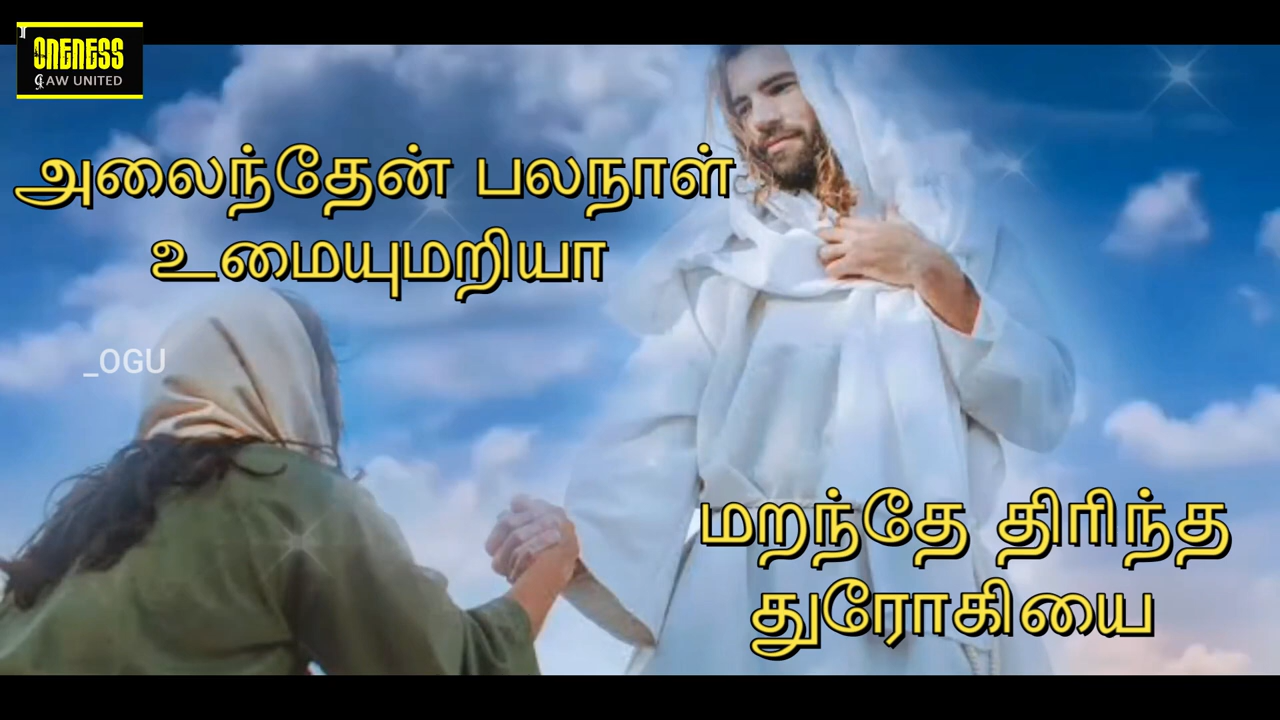 ONENESS
GAW UNITED
அலைந்தேன் பலநாள்
உமையுமறியா
_OGU
மறந்தே திரிந்த
துரோகியை